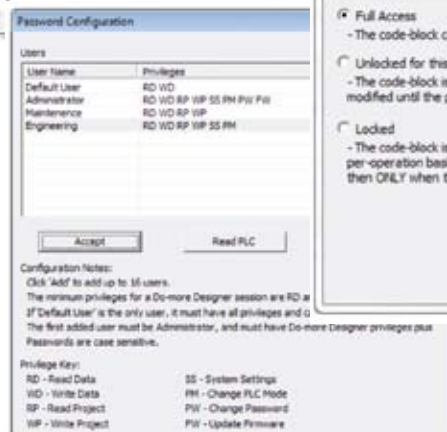 Password Configuration
Users
User Name Privileges
Default User RD WD
Administrator RD WD RP WP SS PM PW FW
Maintenence RD WD RP WP
Engineering RD WD RP WP SS PM
Accept Read PLC
Configuration Notes:
Click 'Add' to add up to 16 users.
The minimum privileges for a Do-more Designer session are RD a
If 'Default User' is the only user, it must have all privileges and c
The first added user must be Administrator, and must have Do-more Designer privileges plus
Passwords are case sensitive.
Privilege Key:
RD - Read Data SS - System Settings
WD - Write Data PM - Change PLC Mode
RP - Read Project PW - Change Password
WP - Write Project FW - Update Firmware
Full Access
- The code-block c
Unlocked for this
- The code-block is
modified until the p
Locked
- The code-block is
per-operation basi
then ONLY when t